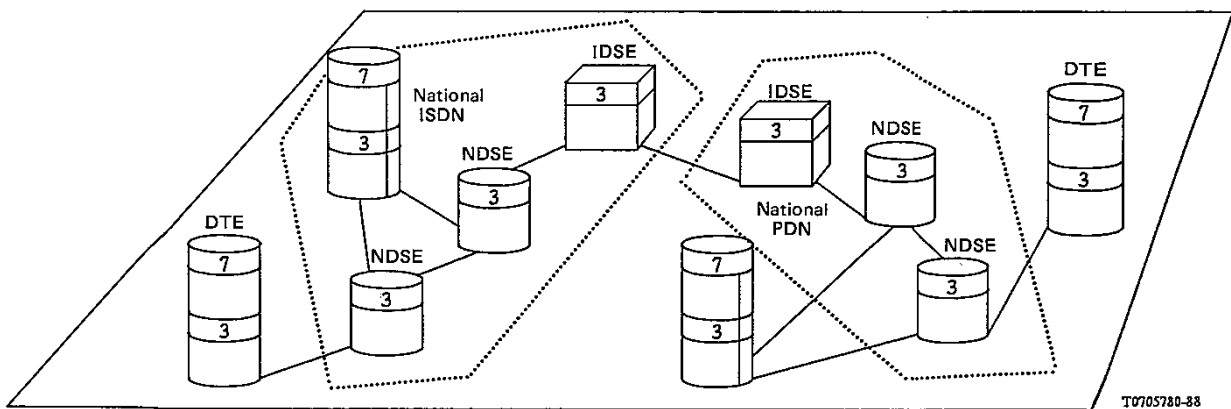 IDSE
7
3
National
ISDN
3
IDSE
3
DTE
7
3
NDSE
3
NDSE
3
National
PDN
DTE
7
3
NDSE
3
7
3
NDSE
3
T0705780-88